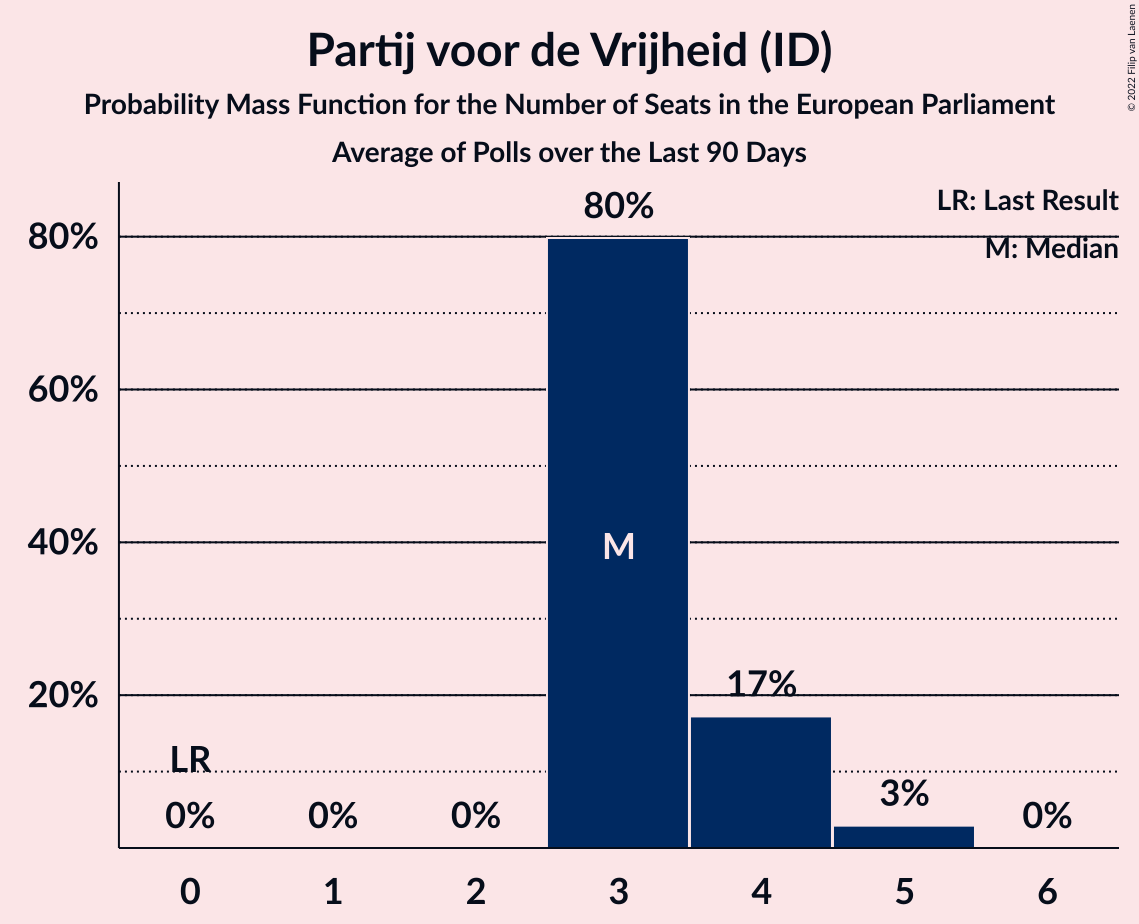 Partij voor de Vrijheid (ID)
Probability Mass Function for the Number of Seats in the European Parliament
Average of Polls over the Last 90 Days
© 2022 Filip van Laenen
LR: Last Result
M: Median
80%
80%
60%
40%
20%
M
17%
LR
0%
0%
0%
3%
0%
0 1 2 3 4 5 6